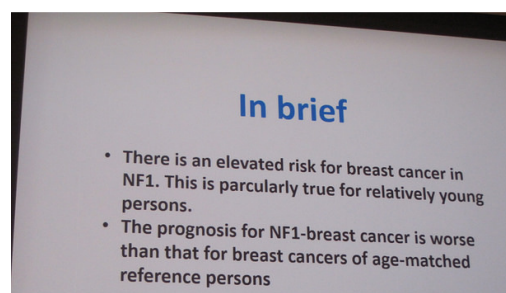 In brief
• There is an elevated risk for breast cancer in
NF1. This is parcularly true for relatively young
persons.
• The prognosis for NF1-breast cancer is worse
than that for breast cancers of age-matched
reference persons